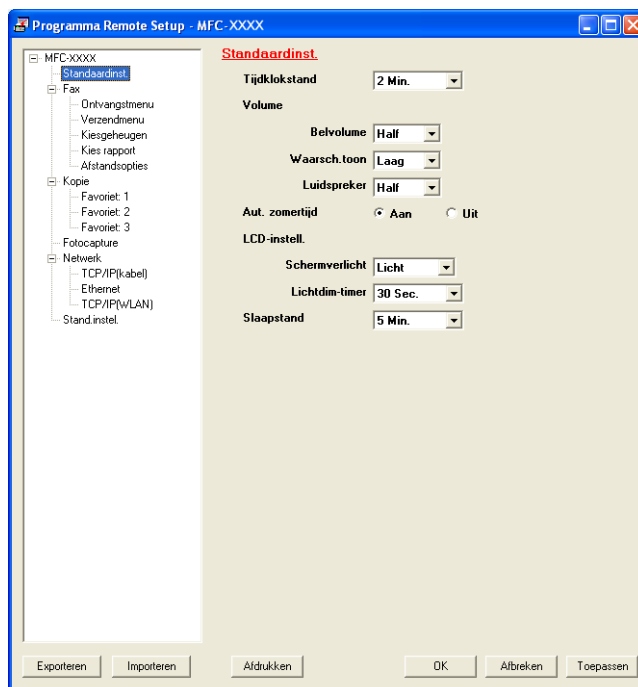 Programma Remote Setup - MFC-XXXX
MFC-XXXX
Standaardinst.
Fax
Ontvangstmenu
Verzendmenu
Kiesgeheugen
Kies rapport
Afstandsopties
Kopie
Favoriet: 1
Favoriet: 2
Favoriet: 3
Fotocapture
Netwerk
TCP/IP(kabel)
Ethernet
TCP/IP(WLAN)
Stand.instel.
Standaardinst.
Tijdklokstand 2 Min.
Volume
Belvolume Half
Waarsch.toon Laag
Luidspreker Half
Aut. zomertijd Aan Uit
LCD-instell.
Schermverlicht Licht
Lichtdim-timer 30 Sec.
Slaapstand 5 Min.
Exporteren Importeren Afdrukken OK Afbreken Toepassen